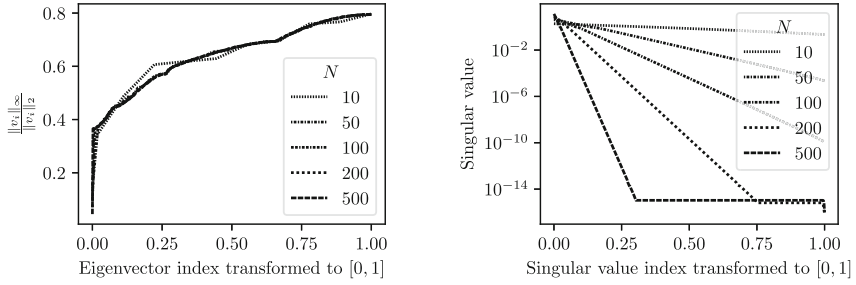 0.8
0.6
0.4
0.2
‖v_i‖_∞
‖v_i‖_2
N
10
50
100
200
500
0.00 0.25 0.50 0.75 1.00
Eigenvector index transformed to [0, 1]
10^−2
10^−6
10^−10
10^−14
Singular value
N
10
50
100
200
500
0.00 0.25 0.50 0.75 1.00
Singular value index transformed to [0, 1]